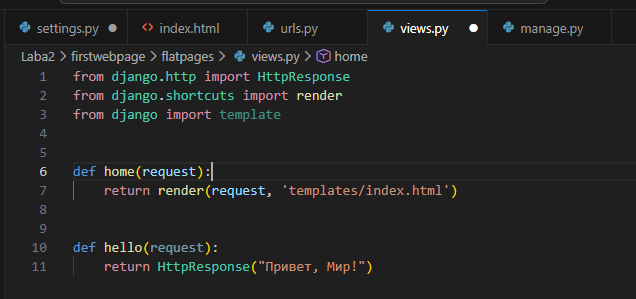 settings.py index.html urls.py views.py manage.py
Laba2 > firstwebpage > flatpages > views.py > home
1 from django.http import HttpResponse
2 from django.shortcuts import render
3 from django import template
4
5
6 def home(request):
7     return render(request, 'templates/index.html')
8
9
10 def hello(request):
11     return HttpResponse("Привет, Мир!")